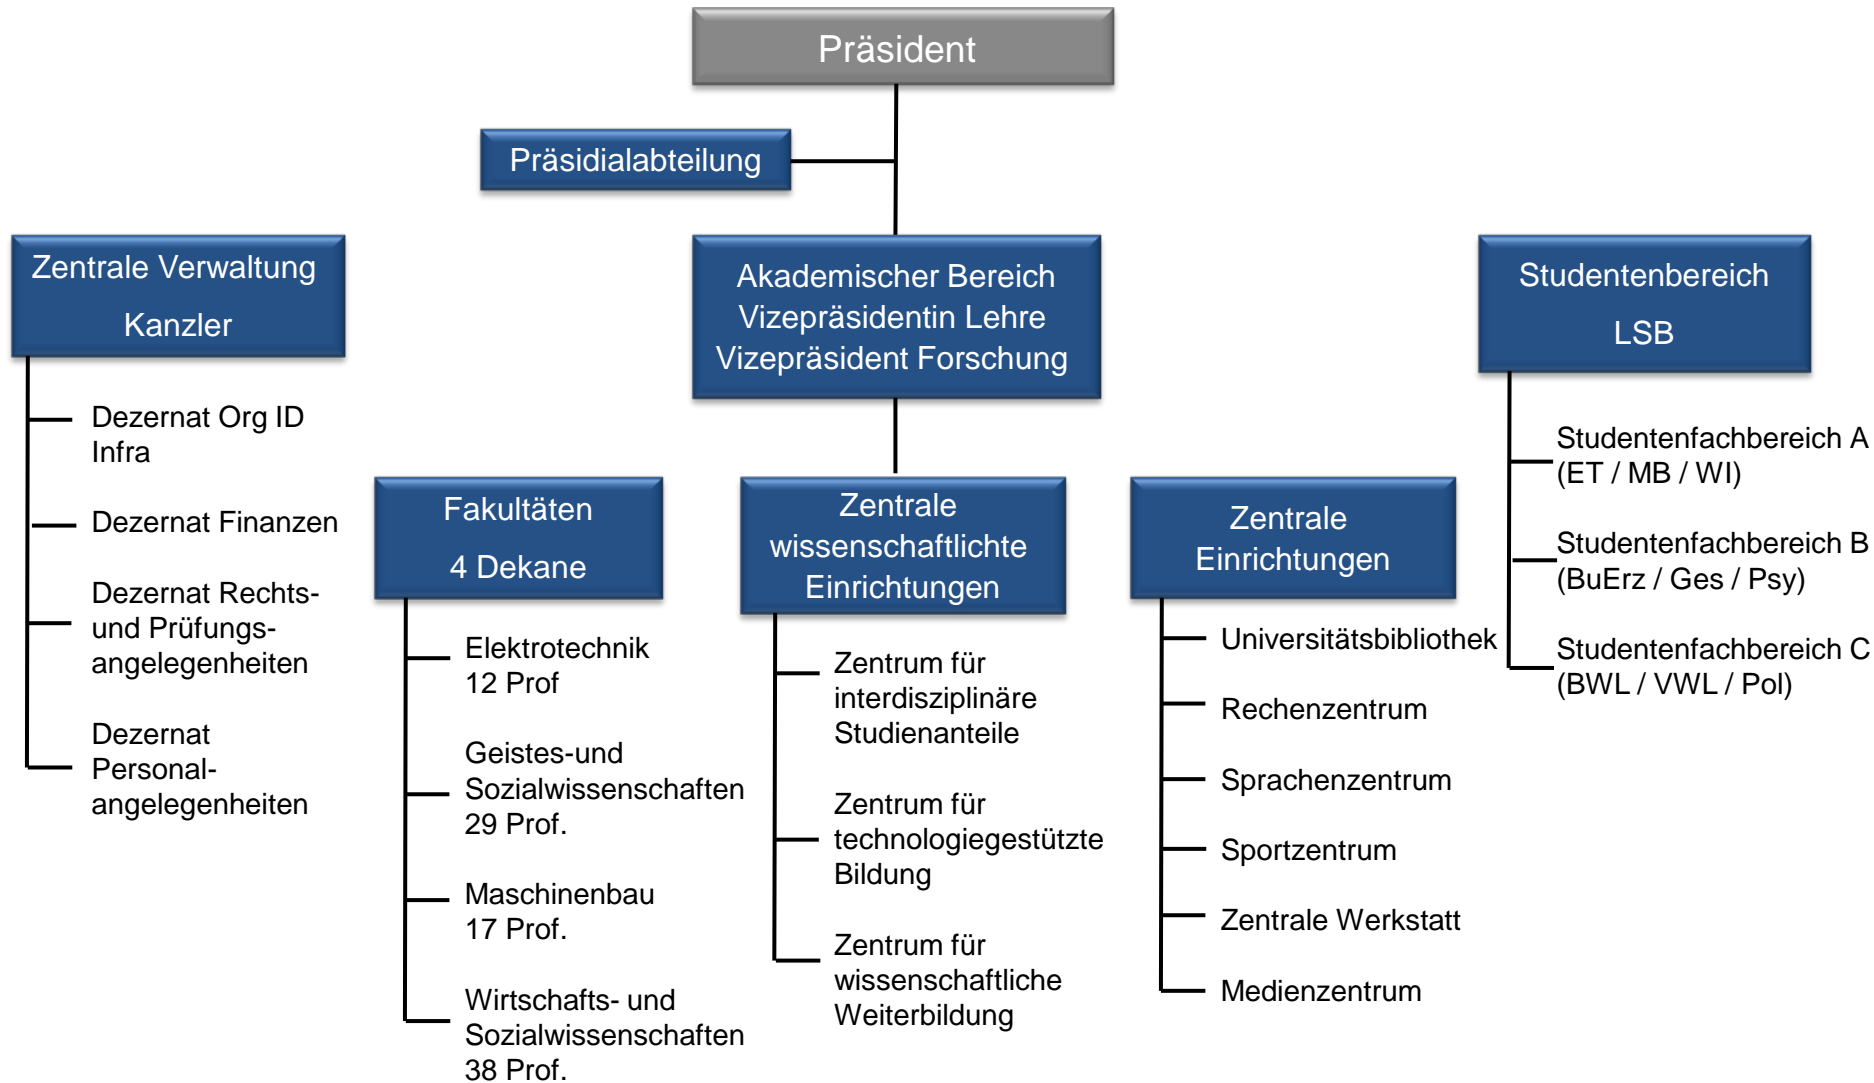 Präsident
Präsidialabteilung
Zentrale Verwaltung
Kanzler
Dezernat Org ID
Infra
Dezernat Finanzen
Dezernat Rechts-
und Prüfungs-
angelegenheiten
Dezernat
Personal-
angelegenheiten
Akademischer Bereich
Vizepräsidentin Lehre
Vizepräsident Forschung
Fakultäten
4 Dekane
Elektrotechnik
12 Prof
Geistes-und
Sozialwissenschaften
29 Prof.
Maschinenbau
17 Prof.
Wirtschafts- und
Sozialwissenschaften
38 Prof.
Zentrale
wissenschaftlichte
Einrichtungen
Zentrum für
interdisziplinäre
Studienanteile
Zentrum für
technologiegestützte
Bildung
Zentrum für
wissenschaftliche
Weiterbildung
Zentrale
Einrichtungen
Universitätsbibliothek
Rechenzentrum
Sprachenzentrum
Sportzentrum
Zentrale Werkstatt
Medienzentrum
Studentenbereich
LSB
Studentenfachbereich A
(ET / MB / WI)
Studentenfachbereich B
(BuErz / Ges / Psy)
Studentenfachbereich C
(BWL / VWL / Pol)